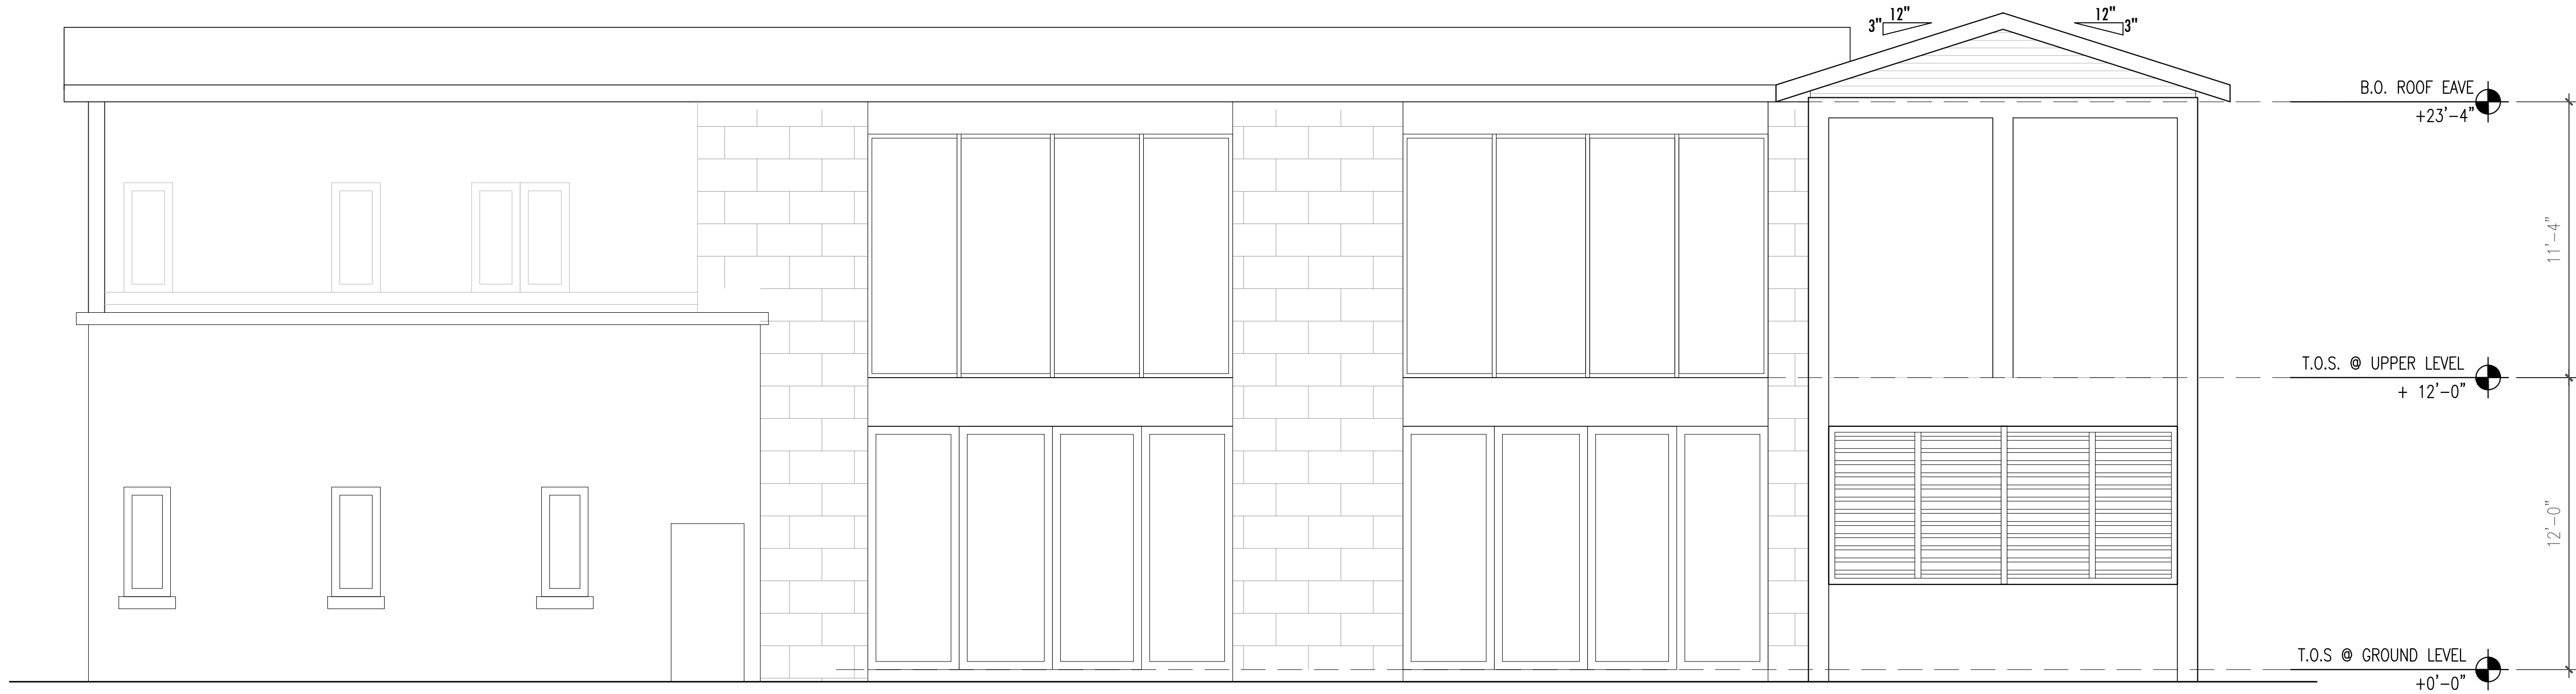 12" 12"
3" 3"
B.O. ROOF EAVE
+23'-4"
11'-4"
T.O.S. @ UPPER LEVEL
+ 12'-0"
12'-0"
T.O.S @ GROUND LEVEL
+0'-0"